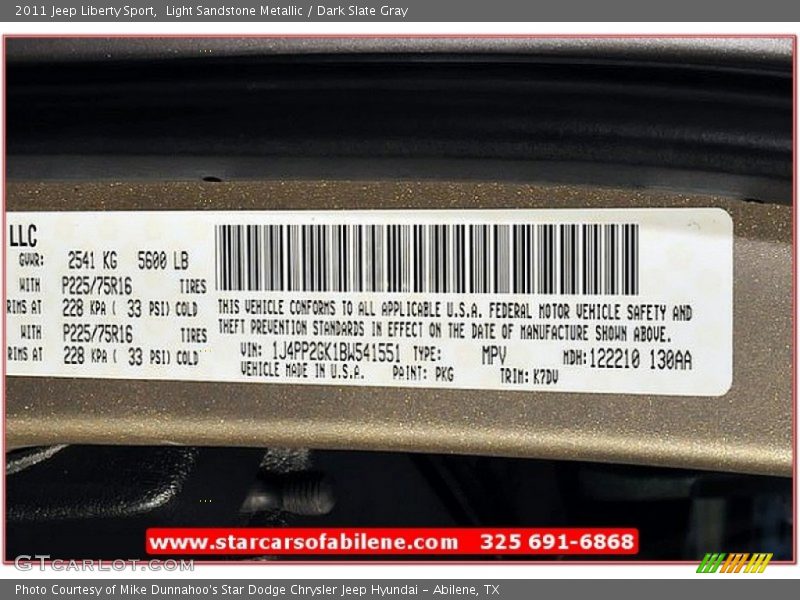 2011 Jeep Liberty Sport,  Light Sandstone Metallic / Dark Slate Gray
LLC
GVWR: 2541 KG 5600 LB
WITH P225/75R16 TIRES
RIMS AT 228 KPA ( 33 PSI) COLD
WITH P225/75R16 TIRES
RIMS AT 228 KPA ( 33 PSI) COLD
THIS VEHICLE CONFORMS TO ALL APPLICABLE U.S.A. FEDERAL MOTOR VEHICLE SAFETY AND
THEFT PREVENTION STANDARDS IN EFFECT ON THE DATE OF MANUFACTURE SHOWN ABOVE.
VIN: 1J4PP2GK1BW541551 TYPE: MPV MDH:122210 130AA
VEHICLE MADE IN U.S.A. PAINT: PKG TRIM: K7DV
www.starcarsofabilene.com 325 691-6868
GTCARLOT.COM
Photo Courtesy of Mike Dunnahoo's Star Dodge Chrysler Jeep Hyundai - Abilene, TX